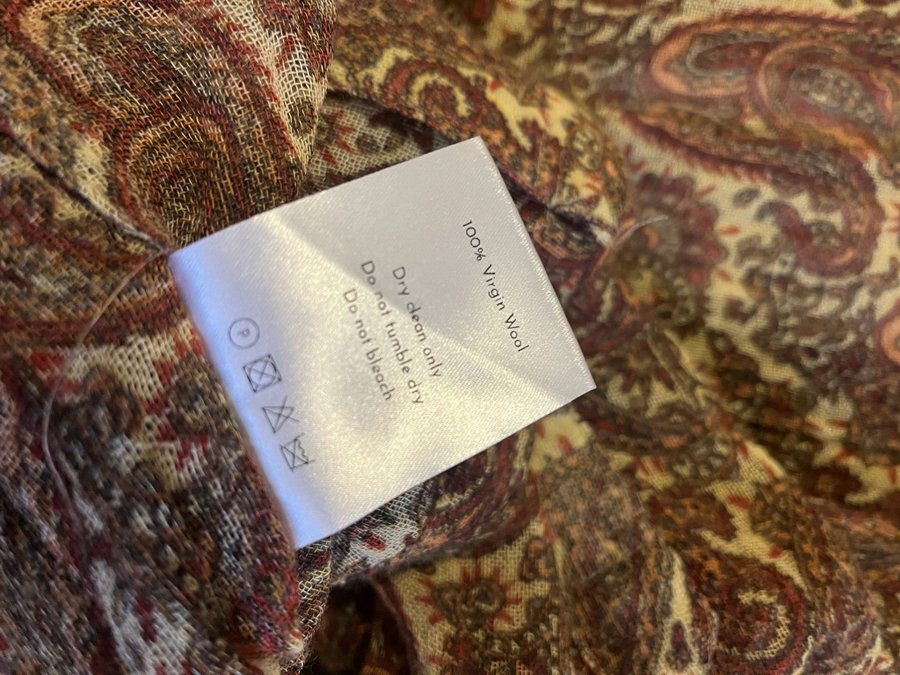 100% Virgin Wool
Dry clean only
Do not tumble dry
Do not bleach
P